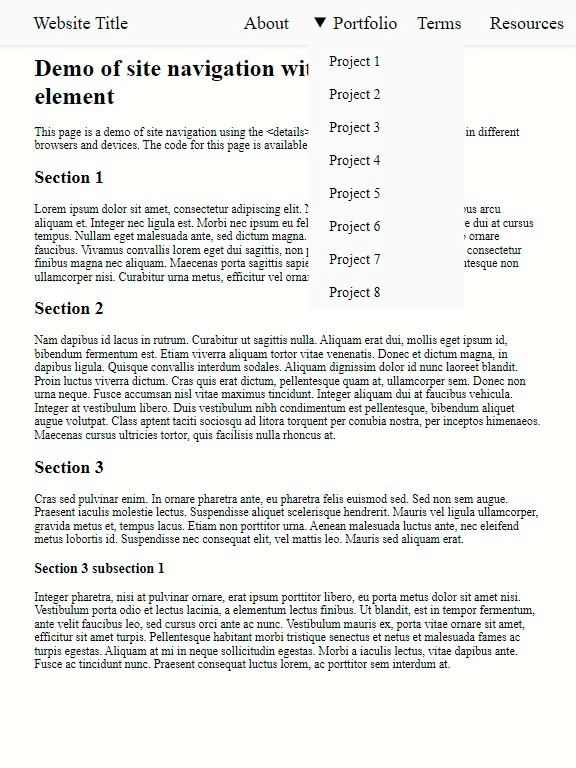 Website Title
About
▼ Portfolio
Terms
Resources
Project 1
Project 2
Project 3
Project 4
Project 5
Project 6
Project 7
Project 8
Demo of site navigation
element
This page is a demo of site navigation using the <details> in different
browsers and devices. The code for this page is available
Section 1
Lorem ipsum dolor sit amet, consectetur adipiscing elit. arcu
aliquam et. Integer nec ligula est. Morbi nec ipsum eu dui at cursus
tempus. Nullam eget malesuada ante, sed dictum magna. ornare
faucibus. Vivamus convallis lorem eget dui sagittis, non consectetur
finibus magna nec aliquam. Maecenas porta sagittis non
ullamcorper nisi. Curabitur urna metus, efficitur vel
Section 2
Nam dapibus id lacus in rutrum. Curabitur ut sagittis nulla. Aliquam erat dui, mollis eget ipsum id,
bibendum fermentum est. Etiam viverra aliquam tortor vitae venenatis. Donec et dictum magna, in
dapibus ligula. Quisque convallis interdum sodales. Aliquam dignissim dolor id nunc laoreet blandit.
Proin luctus viverra dictum. Cras quis erat dictum, pellentesque quam at, ullamcorper sem. Donec non
urna neque. Fusce accumsan nisl vitae maximus tincidunt. Integer aliquam dui at faucibus vehicula.
Integer at vestibulum libero. Duis vestibulum nibh condimentum est pellentesque, bibendum aliquet
augue volutpat. Class aptent taciti sociosqu ad litora torquent per conubia nostra, per inceptos himenaeos.
Maecenas cursus ultricies tortor, quis facilisis nulla rhoncus at.
Section 3
Cras sed pulvinar enim. In ornare pharetra ante, eu pharetra felis euismod sed. Sed non sem augue.
Praesent iaculis molestie lectus. Suspendisse aliquet scelerisque hendrerit. Mauris vel ligula ullamcorper,
gravida metus et, tempus lacus. Etiam non porttitor urna. Aenean malesuada luctus ante, nec eleifend
metus lobortis id. Suspendisse nec consequat elit, vel mattis leo. Mauris sed aliquam erat.
Section 3 subsection 1
Integer pharetra, nisi at pulvinar ornare, erat ipsum porttitor libero, eu porta metus dolor sit amet nisi.
Vestibulum porta odio et lectus lacinia, a elementum lectus finibus. Ut blandit, est in tempor fermentum,
ante velit faucibus leo, sed cursus orci ante ac nunc. Vestibulum mauris ex, porta vitae ornare sit amet,
efficitur sit amet turpis. Pellentesque habitant morbi tristique senectus et netus et malesuada fames ac
turpis egestas. Aliquam at mi in neque sollicitudin egestas. Morbi a iaculis lectus, vitae dapibus ante.
Fusce ac tincidunt nunc. Praesent consequat luctus lorem, ac porttitor sem interdum at.